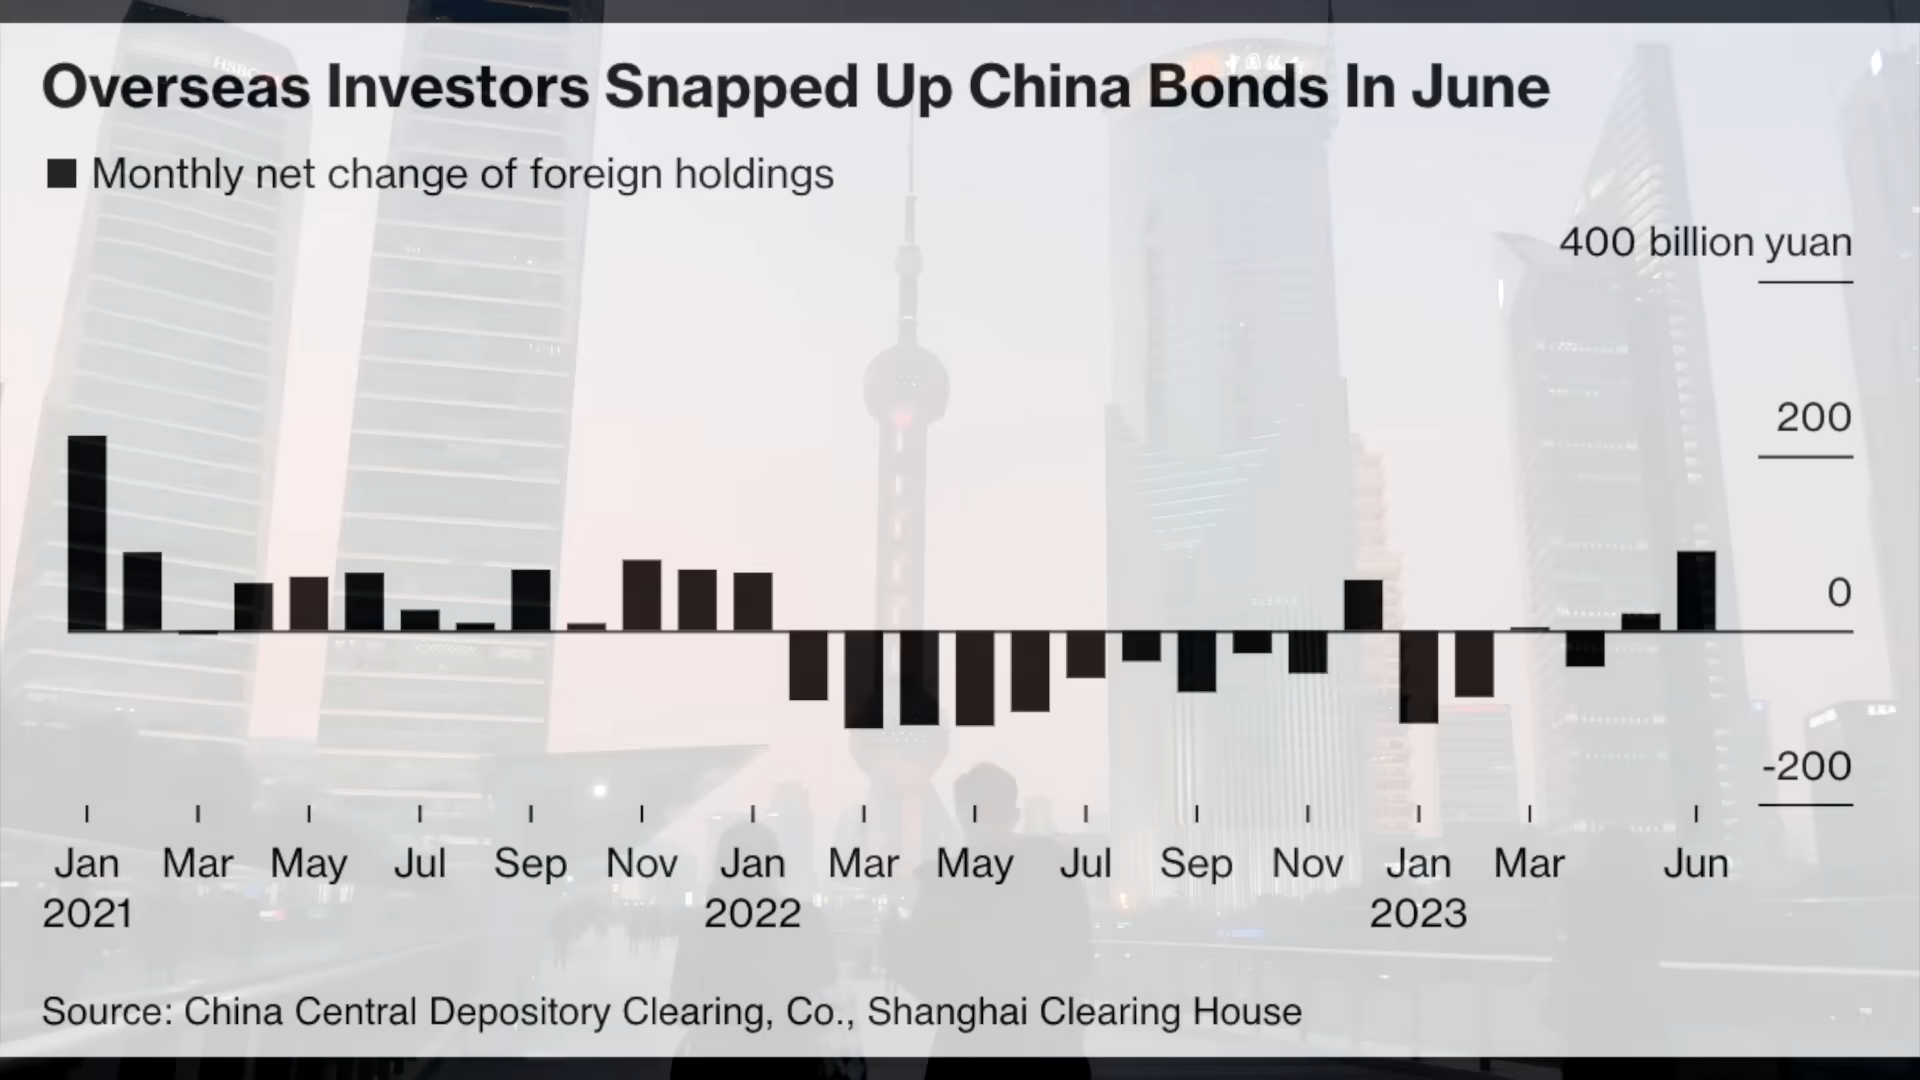 Overseas Investors Snapped Up China Bonds In June
Monthly net change of foreign holdings
400 billion yuan
200
0
-200
Jan Mar May Jul Sep Nov Jan Mar May Jul Sep Nov Jan Mar Jun
2021 2022 2023
Source: China Central Depository Clearing, Co., Shanghai Clearing House
HSBC